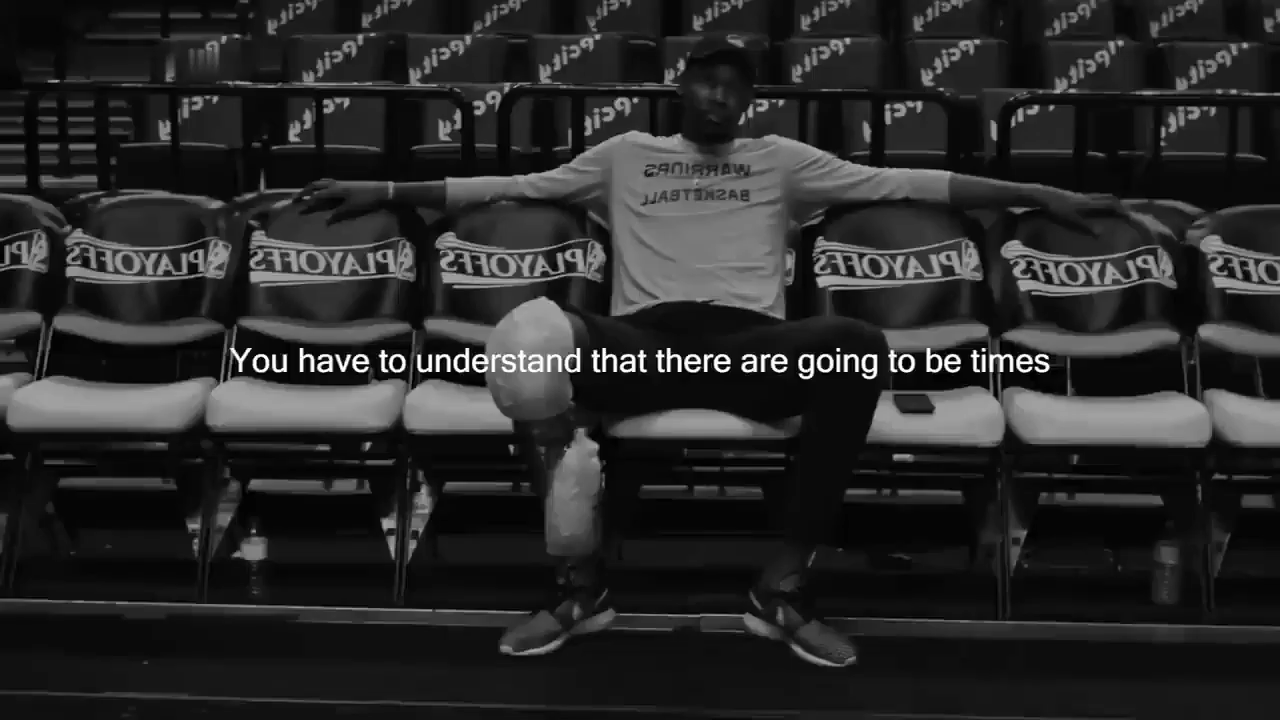 WARRIORS
BASKETBALL
PLAYOFFS
PLAYOFFS
PLAYOFFS
PLAYOFFS
PLAYOFFS
You have to understand that there are going to be times